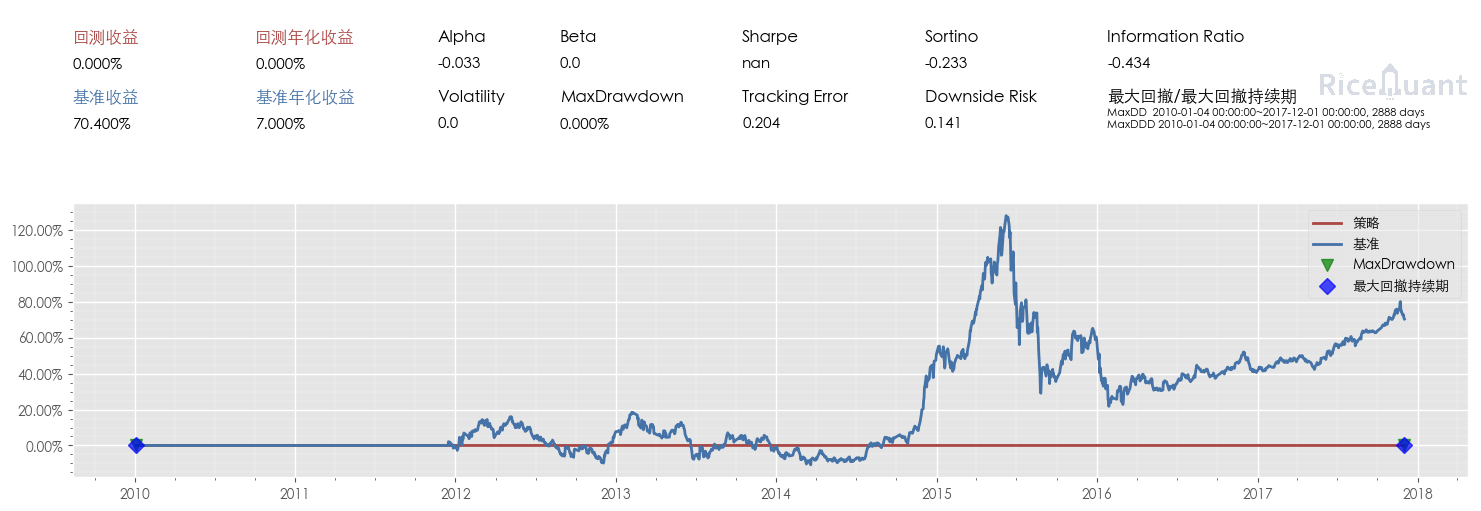 回测收益 回测年化收益 Alpha Beta Sharpe Sortino Information Ratio
0.000% 0.000% -0.033 0.0 nan -0.233 -0.434
RiceQuant
基准收益 基准年化收益 Volatility MaxDrawdown Tracking Error Downside Risk 最大回撤/最大回撤持续期
70.400% 7.000% 0.0 0.000% 0.204 0.141
MaxDD 2010-01-04 00:00:00~2017-12-01 00:00:00, 2888 days
MaxDDD 2010-01-04 00:00:00~2017-12-01 00:00:00, 2888 days
120.00%
100.00%
80.00%
60.00%
40.00%
20.00%
0.00%
策略
基准
MaxDrawdown
最大回撤持续期
2010 2011 2012 2013 2014 2015 2016 2017 2018